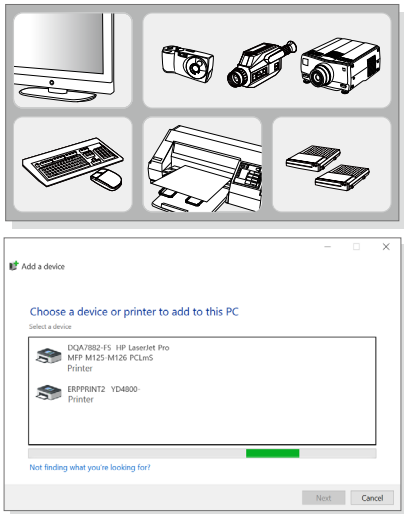 Add a device
Choose a device or printer to add to this PC
Select a device
DQA7882-F5 HP LaserJet Pro
MFP M125-M126 PCLmS
Printer
ERPPRINT2 YD4800-
Printer
Not finding what you're looking for?
Next Cancel